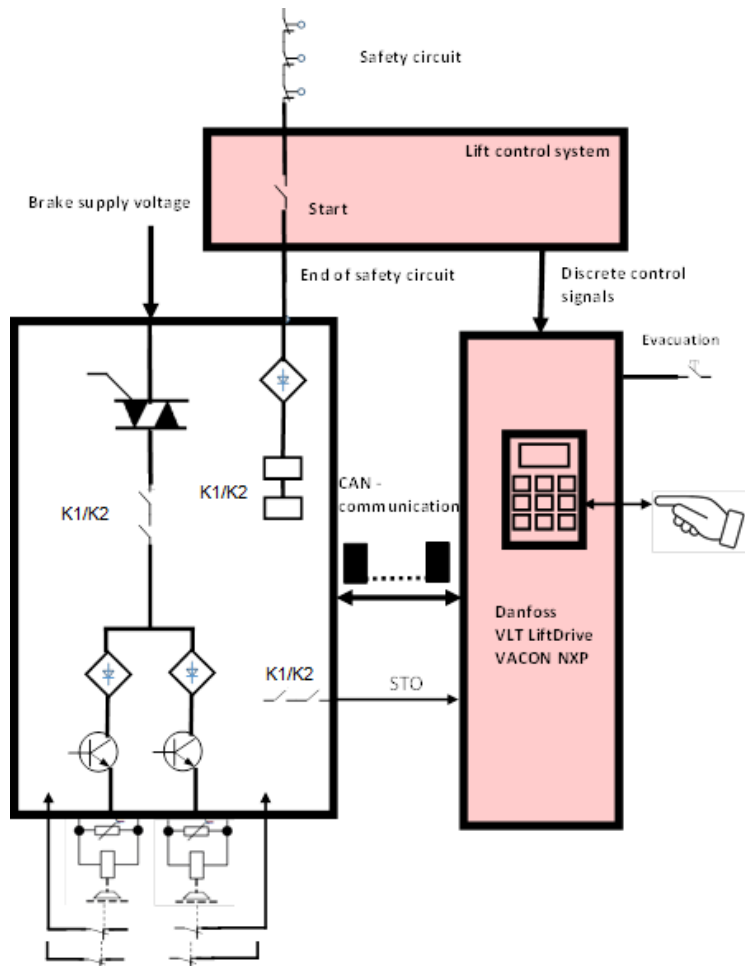 Safety circuit
Lift control system
Start
Brake supply voltage
End of safety circuit
Discrete control
signals
Evacuation
K1/K2
K1/K2
CAN -
communication
Danfoss
VLT LiftDrive
VACON NXP
K1/K2
STO